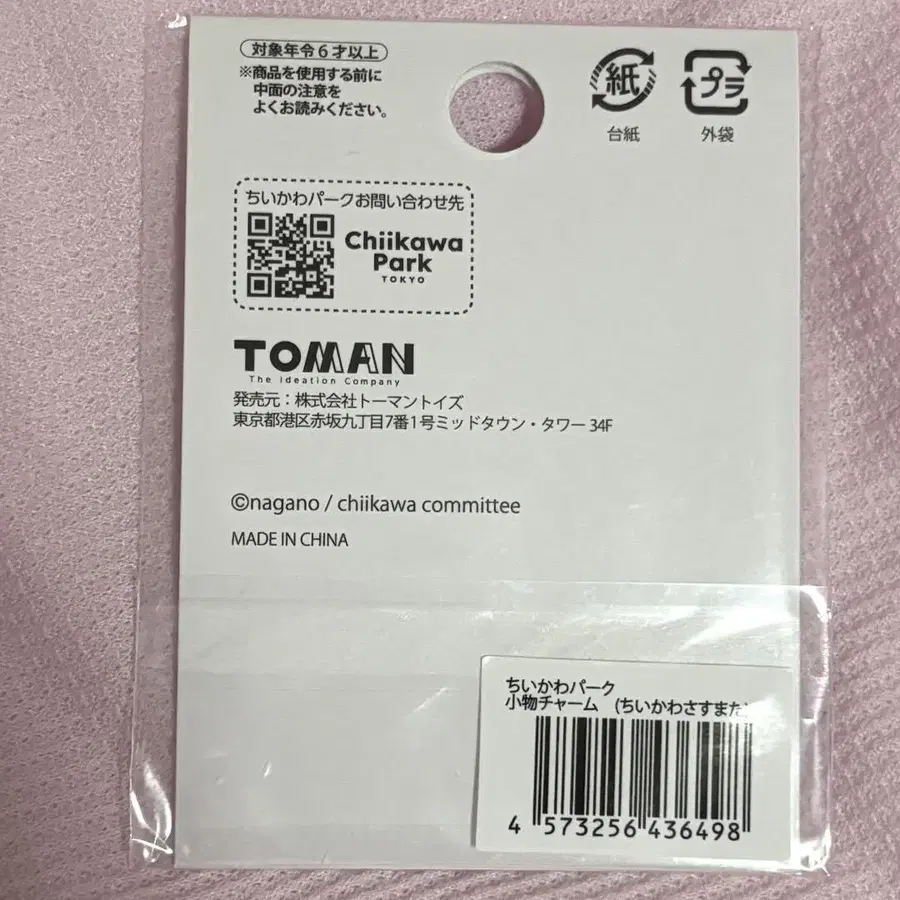 対象年令6才以上
※商品を使用する前に
中面の注意を
よくお読みください。
紙
台紙
プラ
外袋
ちいかわパークお問い合わせ先
Chiikawa
Park
TOKYO
TOMAN
The Ideation Company
発売元：株式会社トーマントイズ
東京都港区赤坂九丁目7番1号ミッドタウン・タワー 34F
©nagano / chiikawa committee
MADE IN CHINA
ちいかわパーク
小物チャーム　(ちいかわさすまた)
4 573256 436498